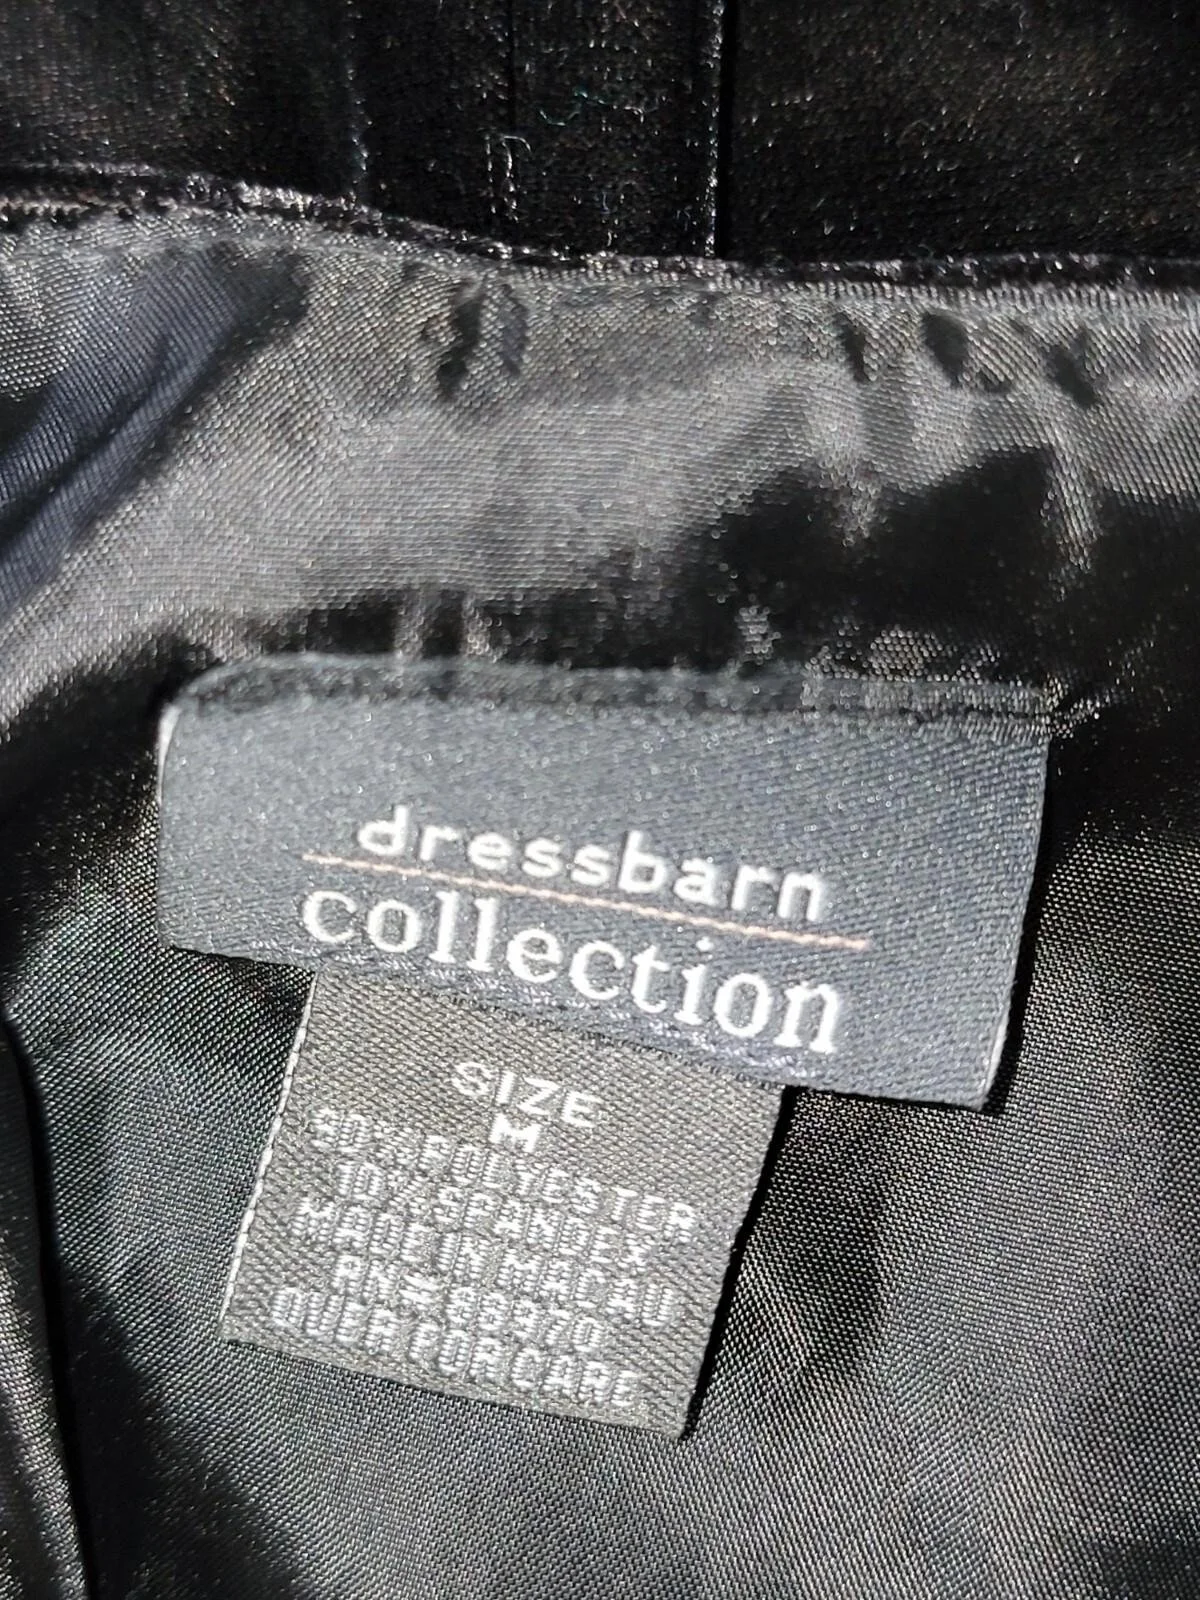 dressbarn
collection
SIZE
M
90% POLYESTER
10% SPANDEX
MADE IN MACAU
OVER FOR CARE